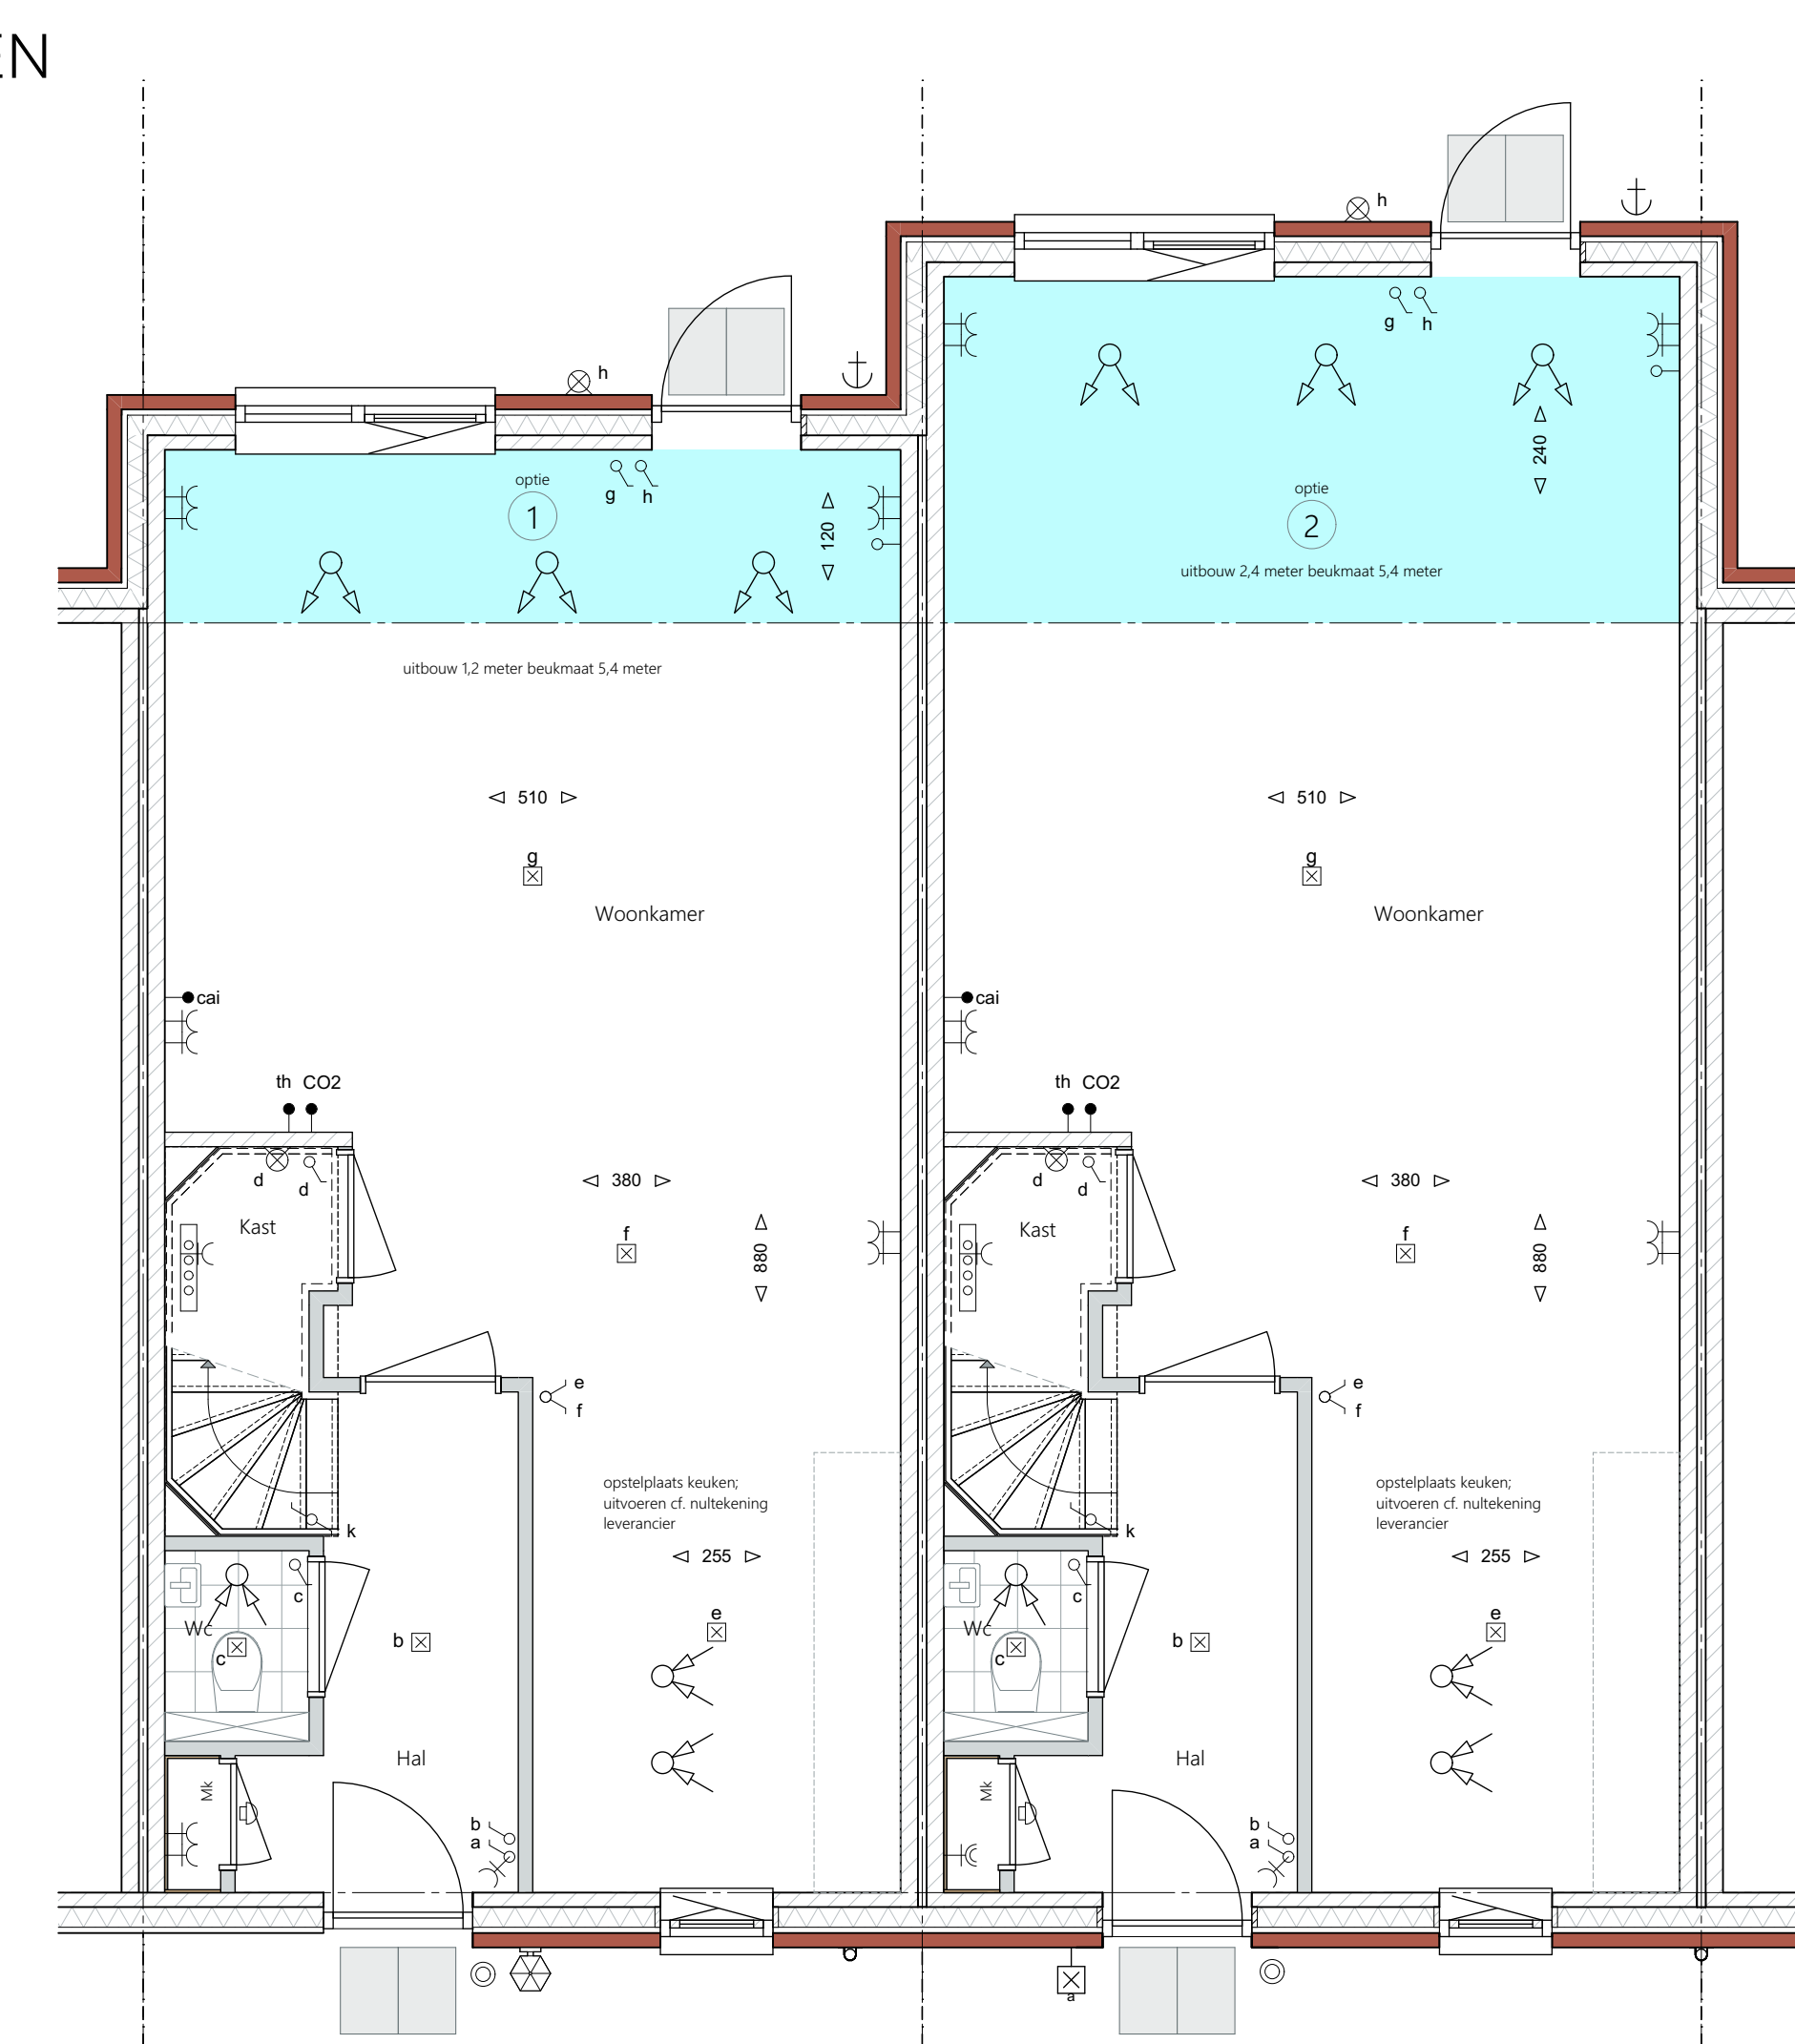 EN
h
g
h
optie
2
240
uitbouw 2,4 meter beukmaat 5,4 meter
h
g
h
optie
1
120
uitbouw 1,2 meter beukmaat 5,4 meter
510
g
Woonkamer
cai
th CO2
d
d
Kast
380
f
880
e
f
opstelplaats keuken;
uitvoeren cf. nultekening
leverancier
255
k
c
Wc
c
b
e
Hal
Mk
b
a
510
g
Woonkamer
cai
th CO2
d
d
Kast
380
f
880
e
f
opstelplaats keuken;
uitvoeren cf. nultekening
leverancier
255
k
c
Wc
c
b
e
Hal
Mk
b
a
a